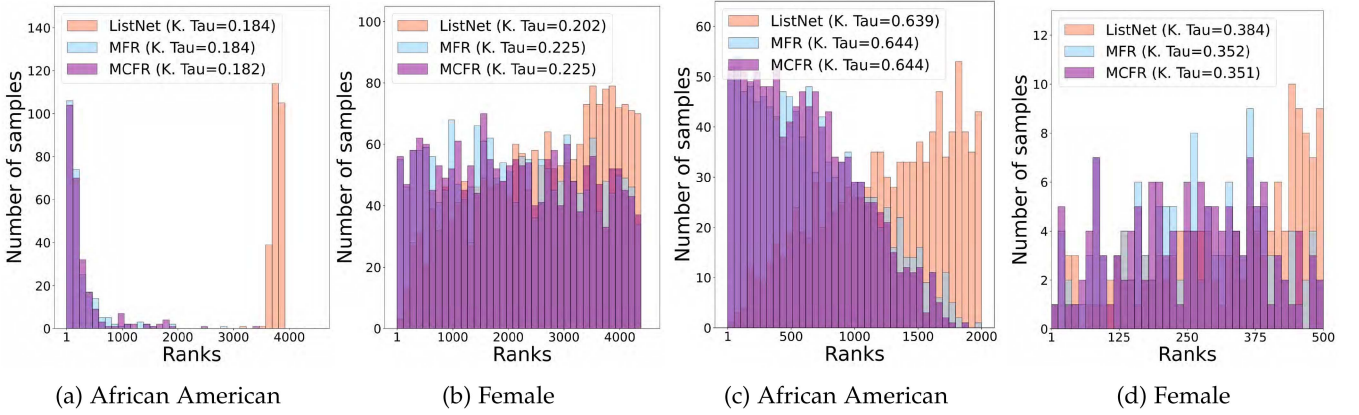 ListNet (K. Tau=0.184)
MFR (K. Tau=0.184)
MCFR (K. Tau=0.182)
Number of samples
140
120
100
80
60
40
20
0
1
1000
2000
3000
4000
Ranks
(a) African American
ListNet (K. Tau=0.202)
MFR (K. Tau=0.225)
MCFR (K. Tau=0.225)
Number of samples
100
80
60
40
20
0
1
1000
2000
3000
4000
Ranks
(b) Female
ListNet (K. Tau=0.639)
MFR (K. Tau=0.644)
MCFR (K. Tau=0.644)
Number of samples
60
50
40
30
20
10
0
1
500
1000
1500
2000
Ranks
(c) African American
ListNet (K. Tau=0.384)
MFR (K. Tau=0.352)
MCFR (K. Tau=0.351)
Number of samples
12
10
8
6
4
2
0
1
125
250
375
500
Ranks
(d) Female